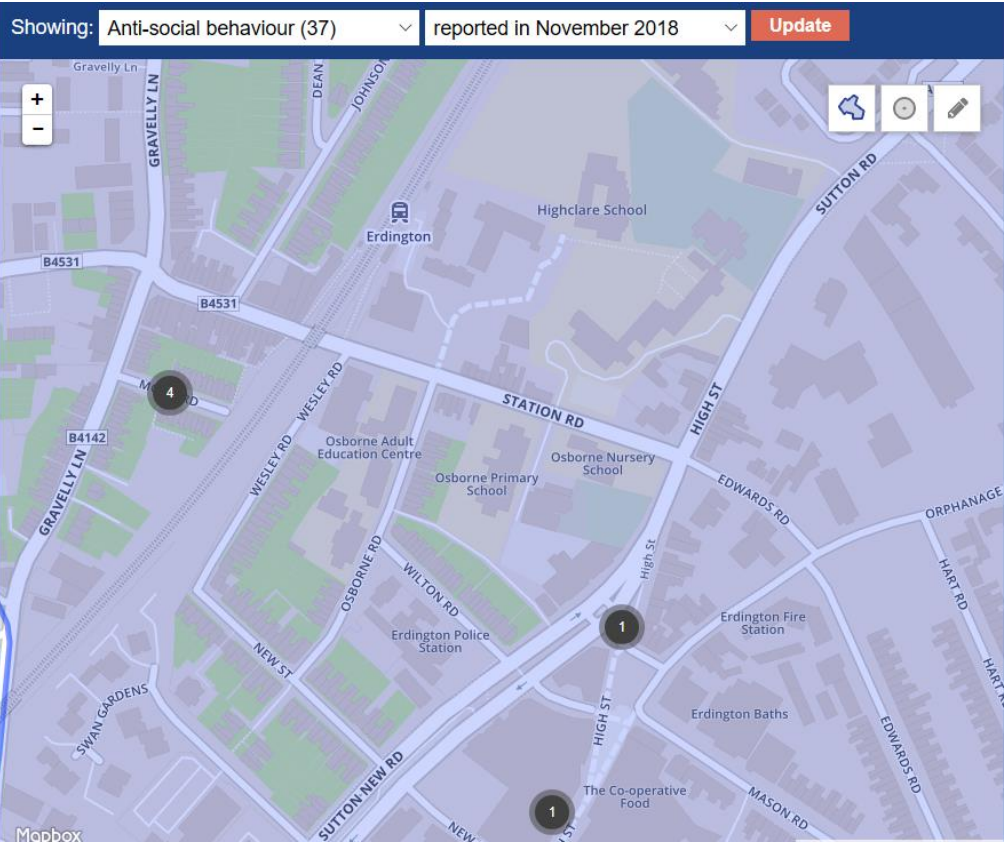 Showing: Anti-social behaviour (37) reported in November 2018 Update
Gravelly Ln
+
-
GRAVELLY LN
DEAN
JOHNSON
SUTTON RD
Highclare School
Erdington
B4531
B4531
WESLEY RD
4
STATION RD
HIGH ST
B4142
WESLEY RD
Osborne Adult
Education Centre
Osborne Primary
School
Osborne Nursery
School
GRAVELLY LN
EDWARDS RD
ORPHANAGE
OSBORNE RD
WILTON RD
High St
HART RD
Erdington Police
Station
1
Erdington Fire
Station
NEW ST
HART
SWAN GARDENS
HIGH ST
Erdington Baths
EDWARDS RD
SUTTON NEW RD
The Co-operative
Food
MASON RD
1
NEW
ST
Mapbox